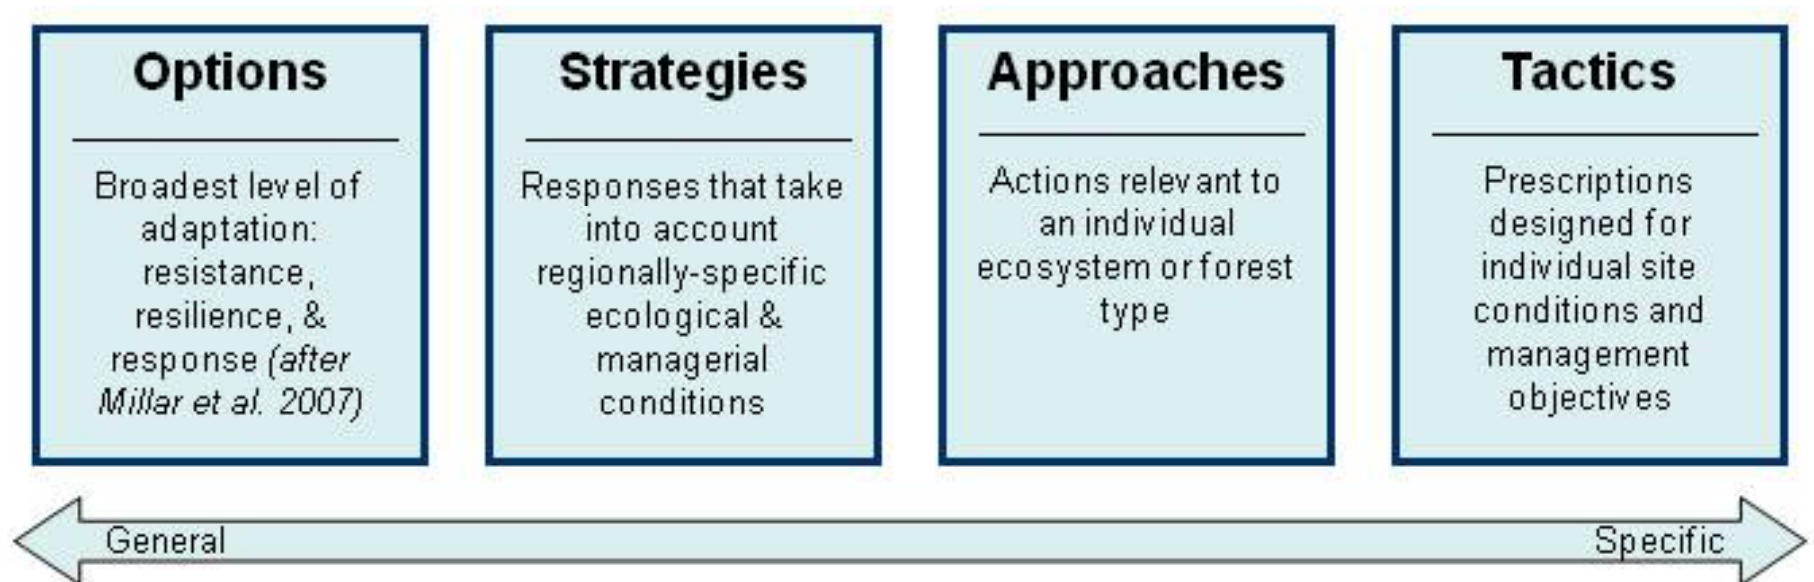 Options
Broadest level of
adaptation:
resistance,
resilience, &
response (after
Millar et al. 2007)
Strategies
Responses that take
into account
regionally-specific
ecological &
managerial
conditions
Approaches
Actions relevant to
an individual
ecosystem or forest
type
Tactics
Prescriptions
designed for
individual site
conditions and
management
objectives
General
Specific